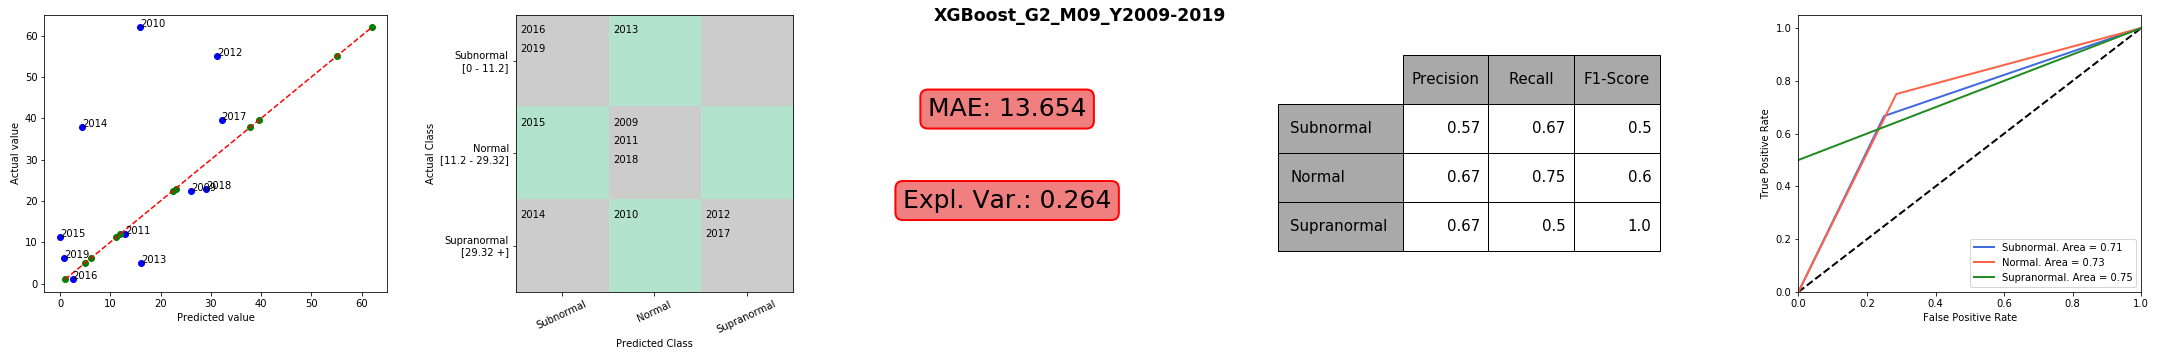 XGBoost_G2_M09_Y2009-2019
Actual value
60
50
40
30
20
10
0
2010
2012
2014
2017
2009
2018
2015
2011
2019
2013
2016
0 10 20 30 40 50 60
Predicted value
Actual Class
Subnormal
[0 - 11.2]
Normal
[11.2 - 29.32]
Supranormal
[29.32 +]
2016 2013
2019
2015 2009
2011
2018
2014 2010 2012
2017
Subnormal Normal Supranormal
Predicted Class
MAE: 13.654
Expl. Var.: 0.264
Precision Recall F1-Score
Subnormal 0.57 0.67 0.5
Normal 0.67 0.75 0.6
Supranormal 0.67 0.5 1.0
True Positive Rate
1.0
0.8
0.6
0.4
0.2
0.0
Subnormal. Area = 0.71
Normal. Area = 0.73
Supranormal. Area = 0.75
0.0 0.2 0.4 0.6 0.8 1.0
False Positive Rate